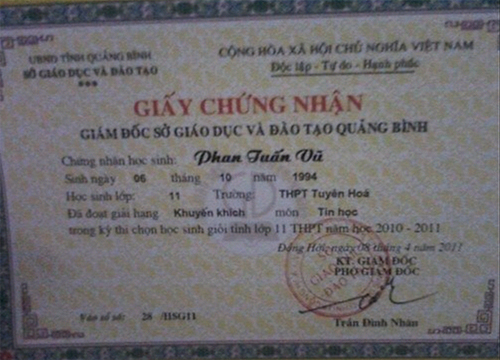 UBND TỈNH QUẢNG BÌNH
SỞ GIÁO DỤC VÀ ĐÀO TẠO
CỘNG HÒA XÃ HỘI CHỦ NGHĨA VIỆT NAM
Độc lập - Tự do - Hạnh phúc
GIẤY CHỨNG NHẬN
GIÁM ĐỐC SỞ GIÁO DỤC VÀ ĐÀO TẠO QUẢNG BÌNH
Chứng nhận học sinh: Phan Tuấn Vũ
Sinh ngày 06 tháng 10 năm 1994
Học sinh lớp: 11 Trường: THPT Tuyên Hoá
Đã đoạt giải hạng Khuyến khích môn Tin học
trong kỳ thi chọn học sinh giỏi tỉnh lớp 11 THPT năm học 2010 - 2011
Đồng Hới, ngày 08 tháng 4 năm 2011
KT. GIÁM ĐỐC
PHÓ GIÁM ĐỐC
SỞ
GIÁO DỤC
ĐÀO TẠO
Vào sổ số: 28 /HSG11
Trần Đình Nhân